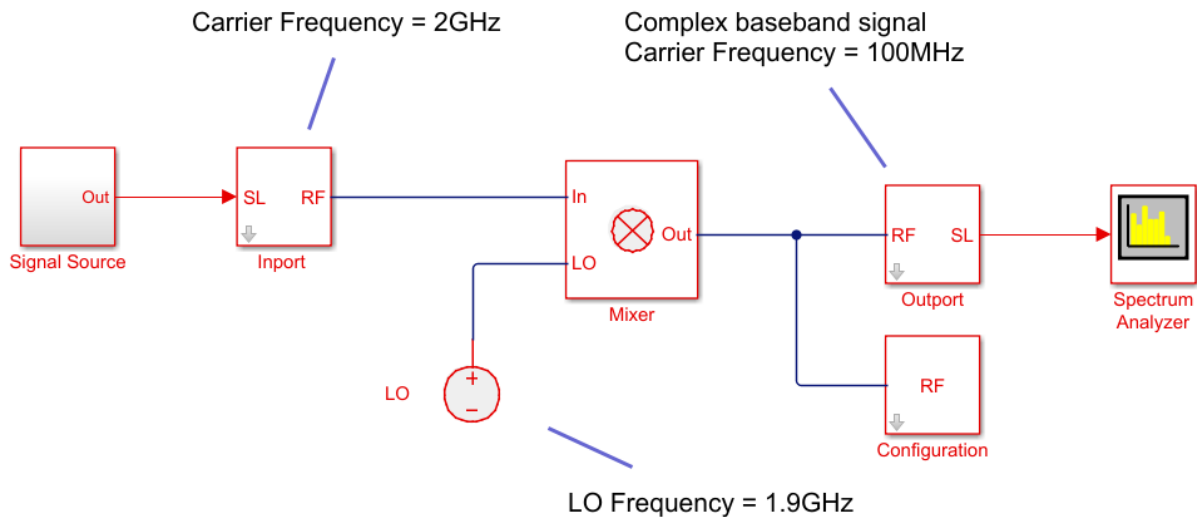 Carrier Frequency = 2GHz
Complex baseband signal
Carrier Frequency = 100MHz
Out
Signal Source
SL RF
Inport
In
LO
Out
Mixer
RF SL
Outport
Spectrum
Analyzer
LO
+
−
RF
Configuration
LO Frequency = 1.9GHz